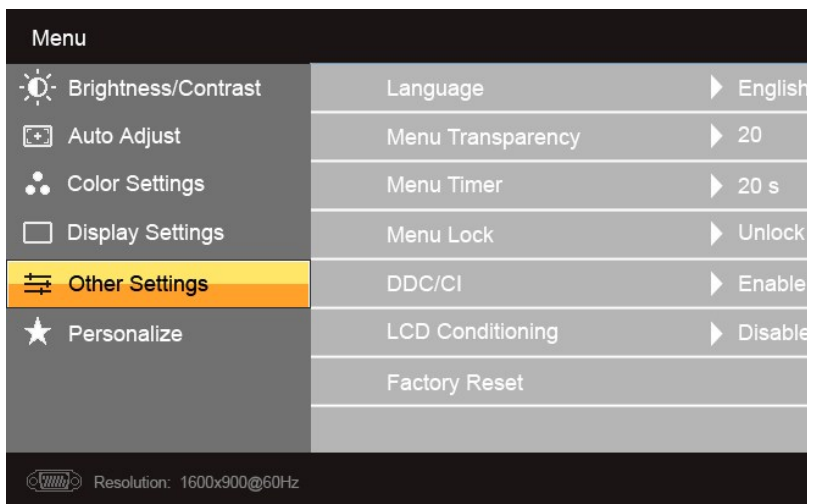 Menu
Brightness/Contrast
Auto Adjust
Color Settings
Display Settings
Other Settings
Personalize
Language English
Menu Transparency 20
Menu Timer 20 s
Menu Lock Unlock
DDC/CI Enable
LCD Conditioning Disable
Factory Reset
Resolution: 1600x900@60Hz